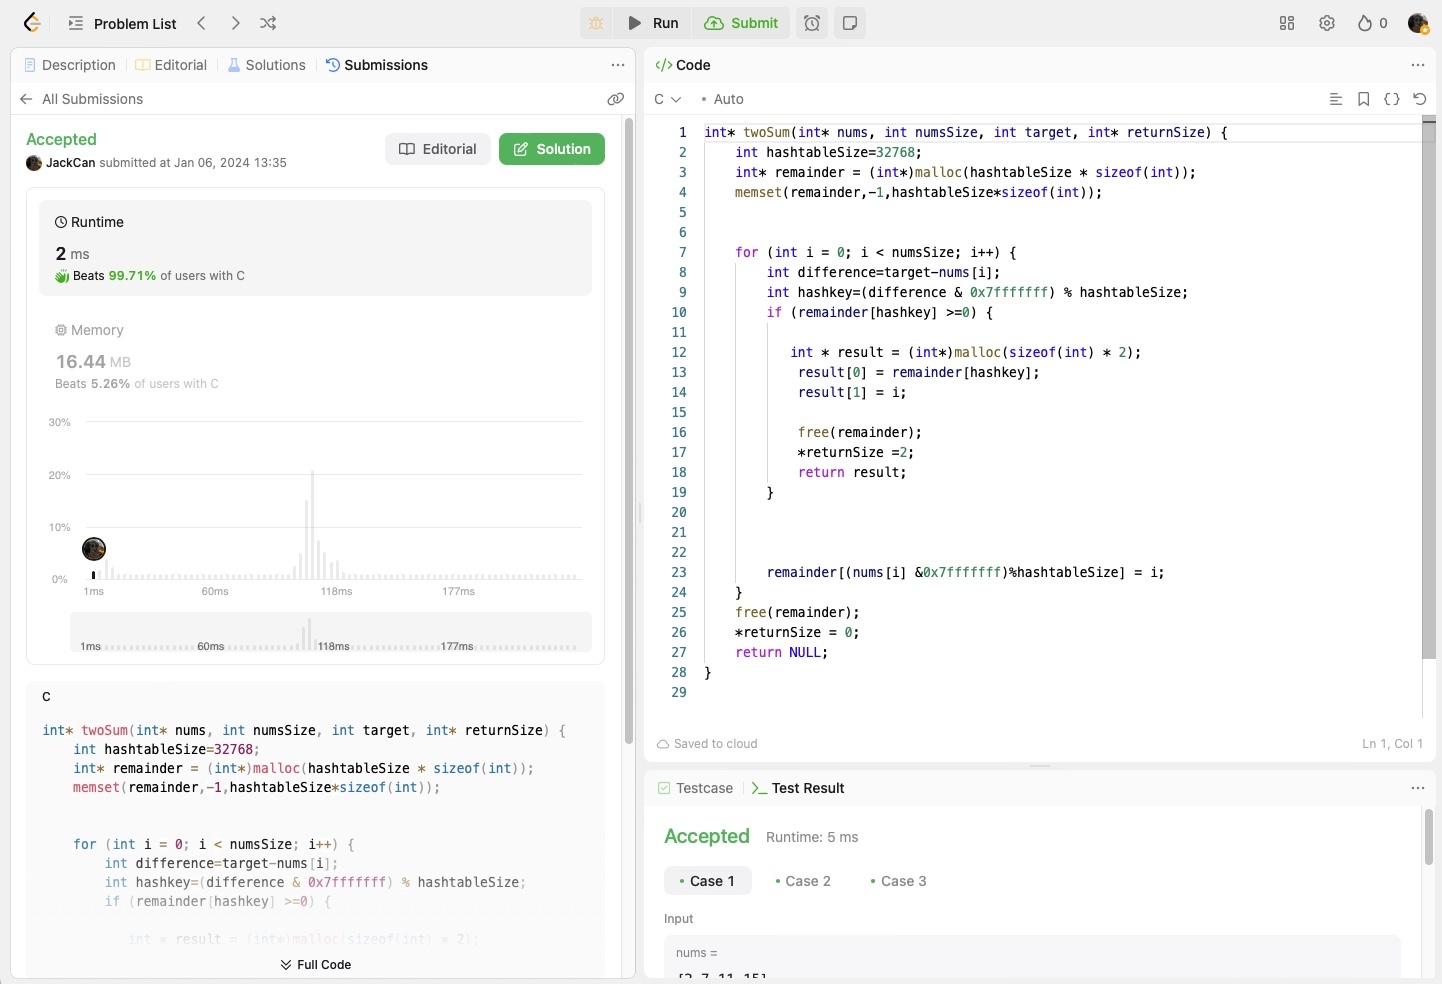 Problem List
Run
Submit
0
Description
Editorial
Solutions
Submissions
All Submissions
Accepted
JackCan submitted at Jan 06, 2024 13:35
Editorial
Solution
Runtime
2 ms
Beats 99.71% of users with C
Memory
16.44 MB
Beats 5.26% of users with C
30%
20%
10%
0%
1ms 60ms 118ms 177ms
1ms 60ms 118ms 177ms
C
int* twoSum(int* nums, int numsSize, int target, int* returnSize) {
    int hashtableSize=32768;
    int* remainder = (int*)malloc(hashtableSize * sizeof(int));
    memset(remainder,-1,hashtableSize*sizeof(int));
    for (int i = 0; i < numsSize; i++) {
        int difference=target-nums[i];
        int hashkey=(difference & 0x7fffffff) % hashtableSize;
        if (remainder[hashkey] >=0) {
           int * result = (int*)malloc(sizeof(int) * 2);
Full Code
Code
C
Auto
1 int* twoSum(int* nums, int numsSize, int target, int* returnSize) {
2     int hashtableSize=32768;
3     int* remainder = (int*)malloc(hashtableSize * sizeof(int));
4     memset(remainder,-1,hashtableSize*sizeof(int));
5
6
7     for (int i = 0; i < numsSize; i++) {
8         int difference=target-nums[i];
9         int hashkey=(difference & 0x7fffffff) % hashtableSize;
10         if (remainder[hashkey] >=0) {
11
12            int * result = (int*)malloc(sizeof(int) * 2);
13             result[0] = remainder[hashkey];
14             result[1] = i;
15
16             free(remainder);
17             *returnSize =2;
18             return result;
19         }
20
21
22
23         remainder[(nums[i] &0x7fffffff)%hashtableSize] = i;
24     }
25     free(remainder);
26     *returnSize = 0;
27     return NULL;
28 }
29
Saved to cloud
Ln 1, Col 1
Testcase
Test Result
Accepted
Runtime: 5 ms
Case 1
Case 2
Case 3
Input
nums =
[2,7,11,15]